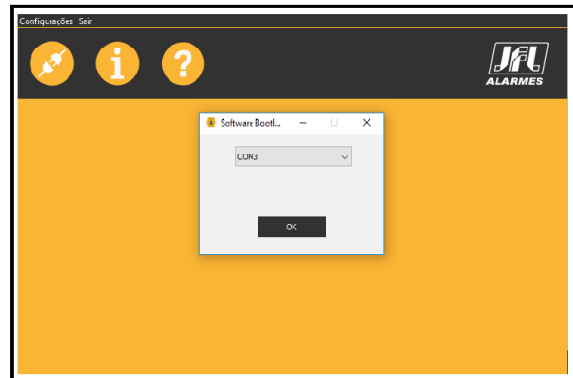 Configurações Sair
JFL
ALARMES
Software Bootl...
COM3
OK